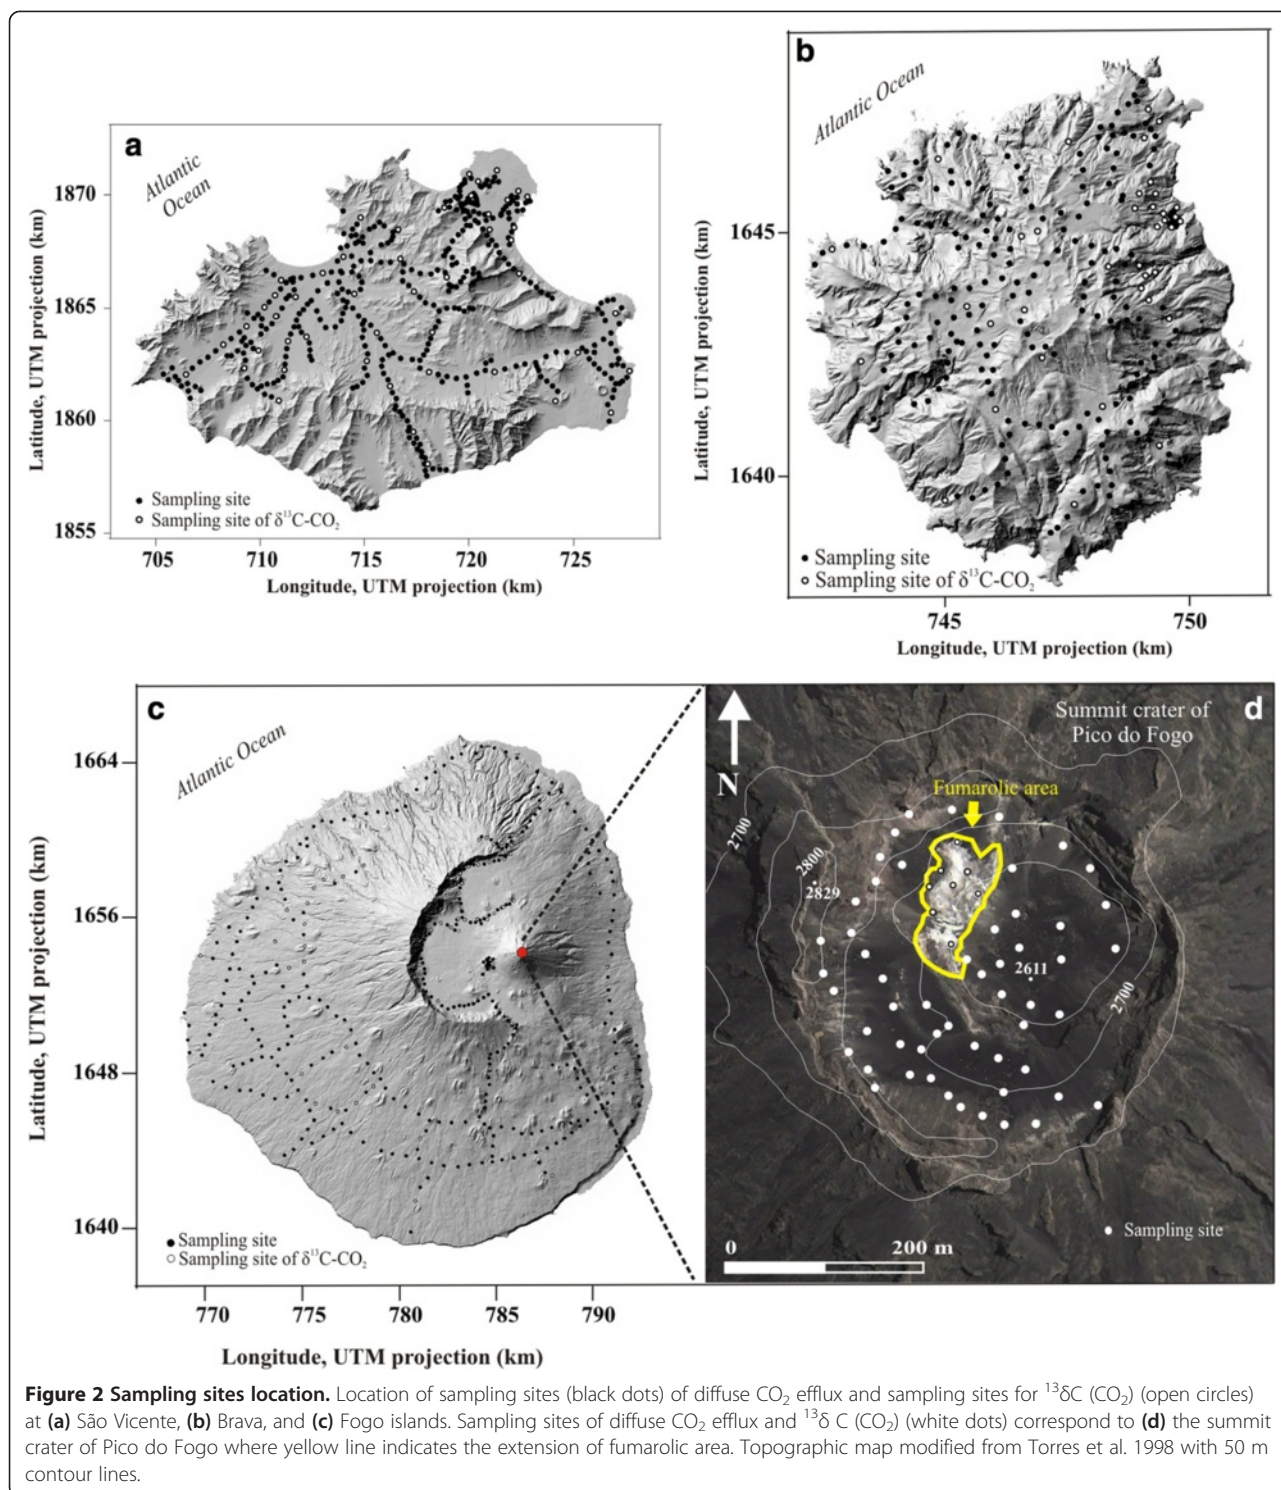 a
Atlantic
Ocean
1870
1865
1860
1855
Latitude, UTM projection (km)
Sampling site
Sampling site of δ¹³C-CO₂
705 710 715 720 725
Longitude, UTM projection (km)
b
Atlantic Ocean
1645
1640
Latitude, UTM projection (km)
Sampling site
Sampling site of δ¹³C-CO₂
745 750
Longitude, UTM projection (km)
c
Atlantic Ocean
1664
1656
1648
1640
Latitude, UTM projection (km)
Sampling site
Sampling site of δ¹³C-CO₂
770 775 780 785 790
Longitude, UTM projection (km)
d
Summit crater of
Pico do Fogo
N
Fumarolic area
2700
2800
2829
2611
2700
Sampling site
0 200 m
Figure 2 Sampling sites location. Location of sampling sites (black dots) of diffuse CO₂ efflux and sampling sites for ¹³δC (CO₂) (open circles)
at (a) São Vicente, (b) Brava, and (c) Fogo islands. Sampling sites of diffuse CO₂ efflux and ¹³δ C (CO₂) (white dots) correspond to (d) the summit
crater of Pico do Fogo where yellow line indicates the extension of fumarolic area. Topographic map modified from Torres et al. 1998 with 50 m
contour lines.